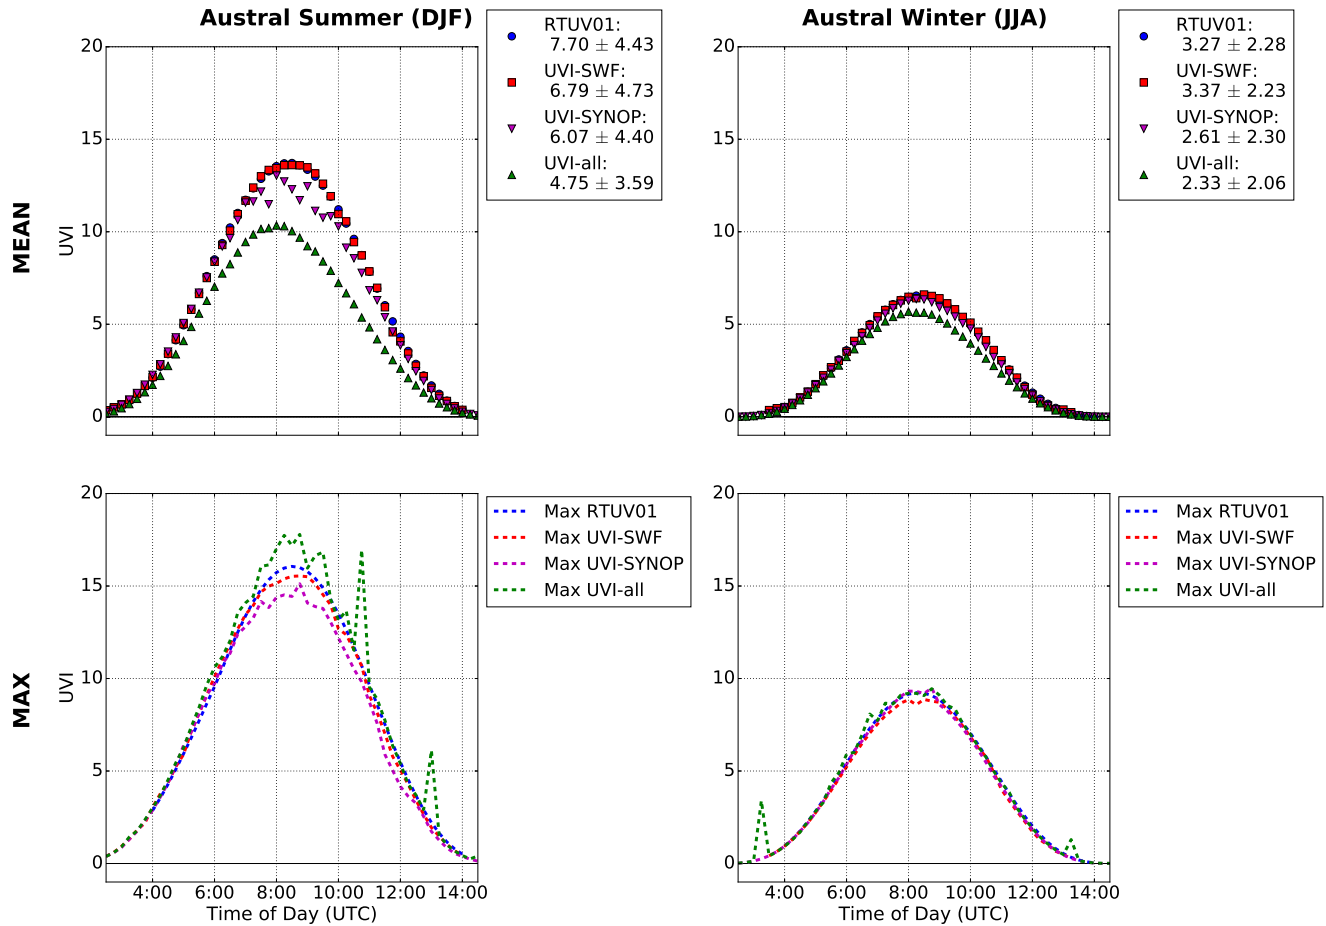 Austral Summer (DJF)
Austral Winter (JJA)
RTUV01:
7.70 ± 4.43
UVI-SWF:
6.79 ± 4.73
UVI-SYNOP:
6.07 ± 4.40
UVI-all:
4.75 ± 3.59
RTUV01:
3.27 ± 2.28
UVI-SWF:
3.37 ± 2.23
UVI-SYNOP:
2.61 ± 2.30
UVI-all:
2.33 ± 2.06
MEAN
UVI
20
15
10
5
0
20
15
10
5
0
MAX
UVI
20
15
10
5
0
Max RTUV01
Max UVI-SWF
Max UVI-SYNOP
Max UVI-all
20
15
10
5
0
Max RTUV01
Max UVI-SWF
Max UVI-SYNOP
Max UVI-all
4:00 6:00 8:00 10:00 12:00 14:00
Time of Day (UTC)
4:00 6:00 8:00 10:00 12:00 14:00
Time of Day (UTC)